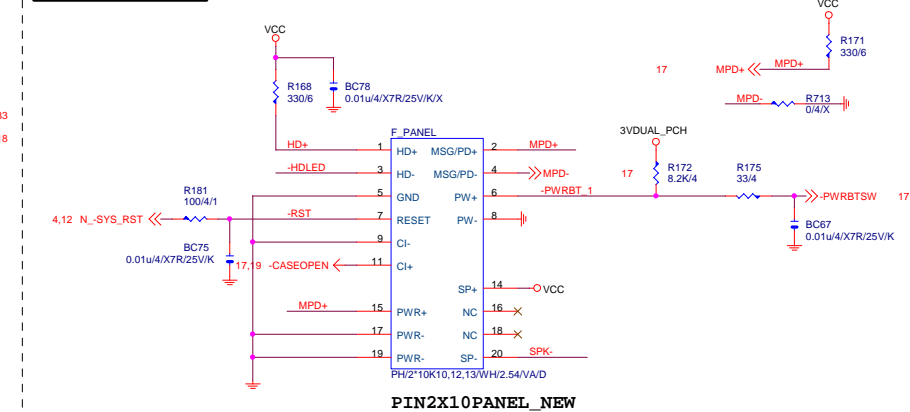 VCC
VCC
R171
330/6
17 MPD+ MPD+
R168
330/6
BC78
0.01u/4/X7R/25V/K/X
MPD- R713
0/4/X
33
18
F_PANEL
3VDUAL_PCH
HD+ 1 HD+ MSG/PD+ 2 MPD+
-HDLED 3 HD- MSG/PD- 4 MPD- 17
R172
8.2K/4
R175
33/4
R181
100/4/1
5 GND PW+ 6 -PWRBT_1 -PWRBTSW 17
4,12 N_-SYS_RST -RST 7 RESET PW- 8
BC67
0.01u/4/X7R/25V/K
9 CI-
BC75
0.01u/4/X7R/25V/K
17,19 -CASEOPEN 11 CI+
SP+ 14 VCC
MPD+ 15 PWR+ NC 16
17 PWR- NC 18
19 PWR- SP- 20 SPK-
PH/2*10K10,12,13/WH/2.54/VA/D
PIN2X10PANEL_NEW